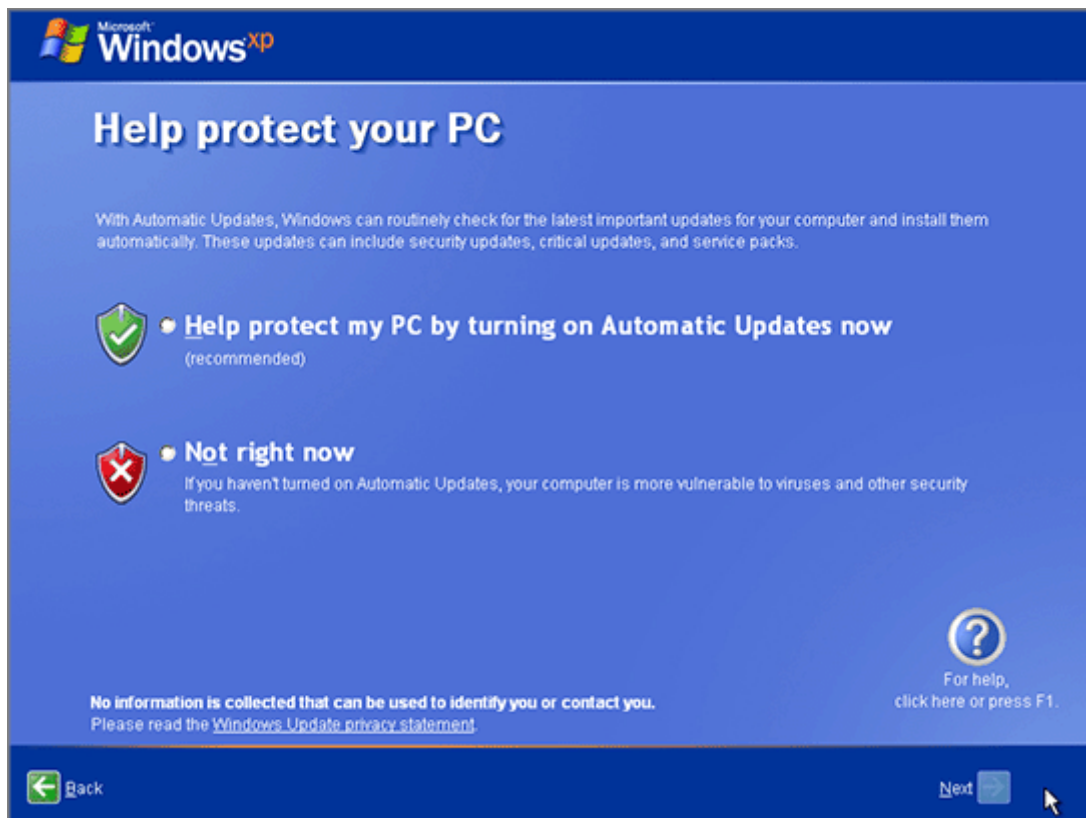 Microsoft
Windows xp
Help protect your PC
With Automatic Updates, Windows can routinely check for the latest important updates for your computer and install them
automatically. These updates can include security updates, critical updates, and service packs.
Help protect my PC by turning on Automatic Updates now
(recommended)
Not right now
If you haven't turned on Automatic Updates, your computer is more vulnerable to viruses and other security
threats.
For help,
click here or press F1.
No information is collected that can be used to identify you or contact you.
Please read the Windows Update privacy statement.
Back
Next